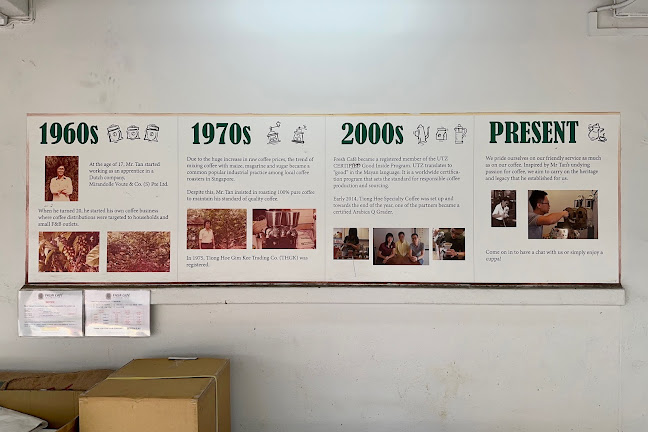 1960s
At the age of 17, Mr. Tan started
working as an apprentice in a
Dutch company,
Mirandolle Voute & Co. (S) Pte Ltd.
When he turned 20, he started his own coffee business
where coffee distributions were targeted to households and
small F&B outlets.
1970s
Due to the huge increase in raw coffee prices, the trend of
mixing coffee with maize, margarine and sugar became a
common popular industrial practice among local coffee
roasters in Singapore.
Despite this, Mr. Tan insisted in roasting 100% pure coffee
to maintain his standard of quality coffee.
In 1975, Tiong Hoe Gim Kee Trading Co. (THGK) was
registered.
2000s
Fresh Café became a registered member of the UTZ
CERTIFIED Good Inside Program. UTZ translates to
"good" in the Mayan language. It is a worldwide certifica-
tion program that sets the standard for responsible coffee
production and sourcing.
Early 2014, Tiong Hoe Specialty Coffee was set up and
towards the end of the year, one of the partners became a
certified Arabica Q Grader.
PRESENT
We pride ourselves on our friendly service as much
as on our coffee. Inspired by Mr Tan's undying
passion for coffee, we aim to carry on the heritage
and legacy that he established for us.
Come on in to have a chat with us or simply enjoy a
cuppa!
FRESH CAFE
FRESH CAFE